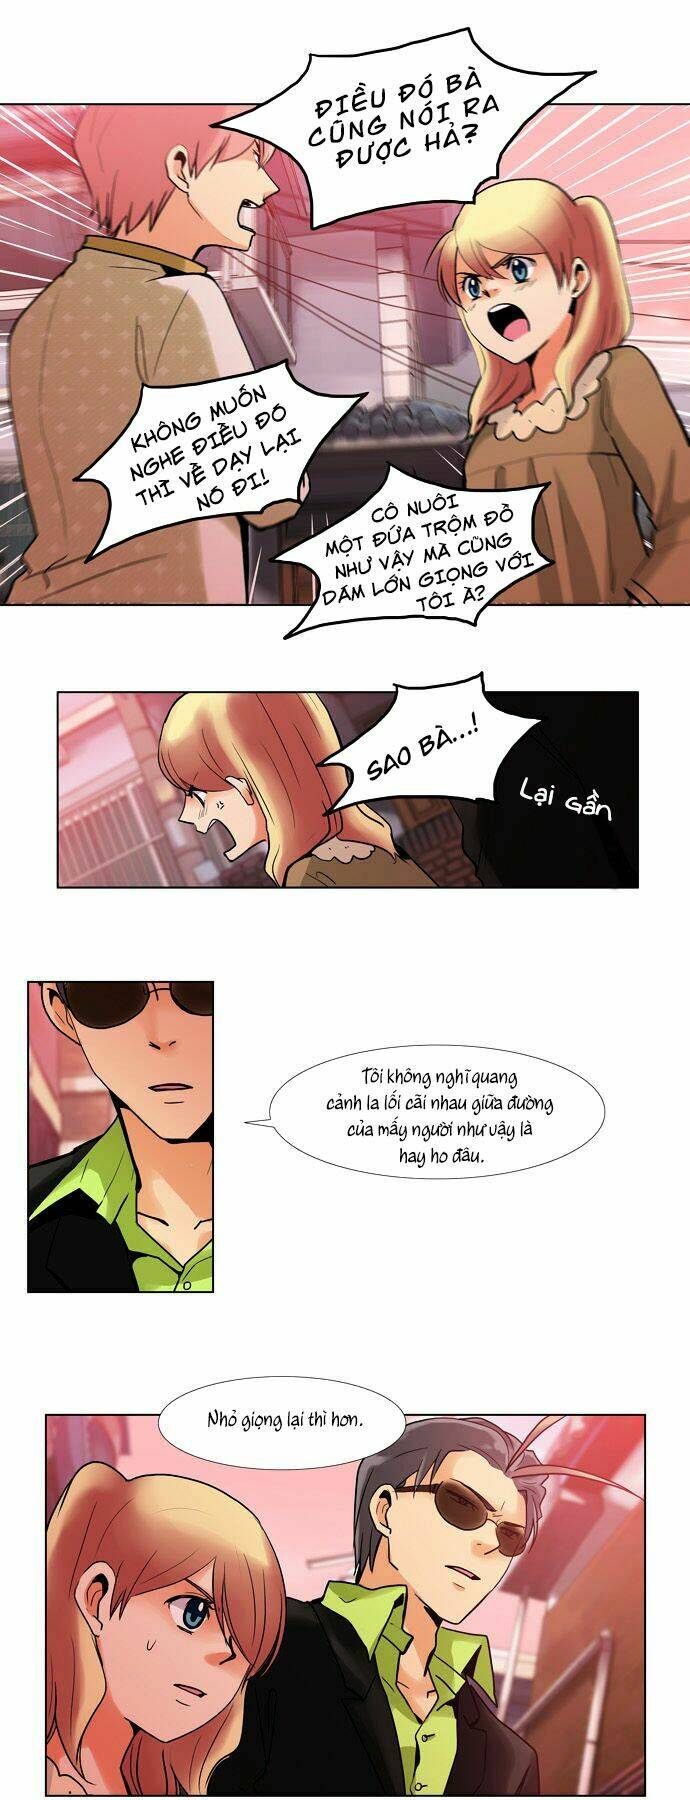 ĐIỀU ĐÓ BÀ
CŨNG NÓI RA
ĐƯỢC HẢ?
KHÔNG MUỐN
NGHE ĐIỀU ĐÓ
THÌ VỀ DẠY LẠI
NÓ ĐI!
CÔ NUÔI
MỘT ĐỨA TRỘM ĐỒ
NHƯ VẬY MÀ CŨNG
DÁM LỚN GIỌNG VỚI
TÔI À?
SAO BÀ...!
Lại Gần
Tôi không nghĩ quang
cảnh la lối cãi nhau giữa đường
của mấy người như vậy là
hay ho đâu.
Nhỏ giọng lại thì hơn.